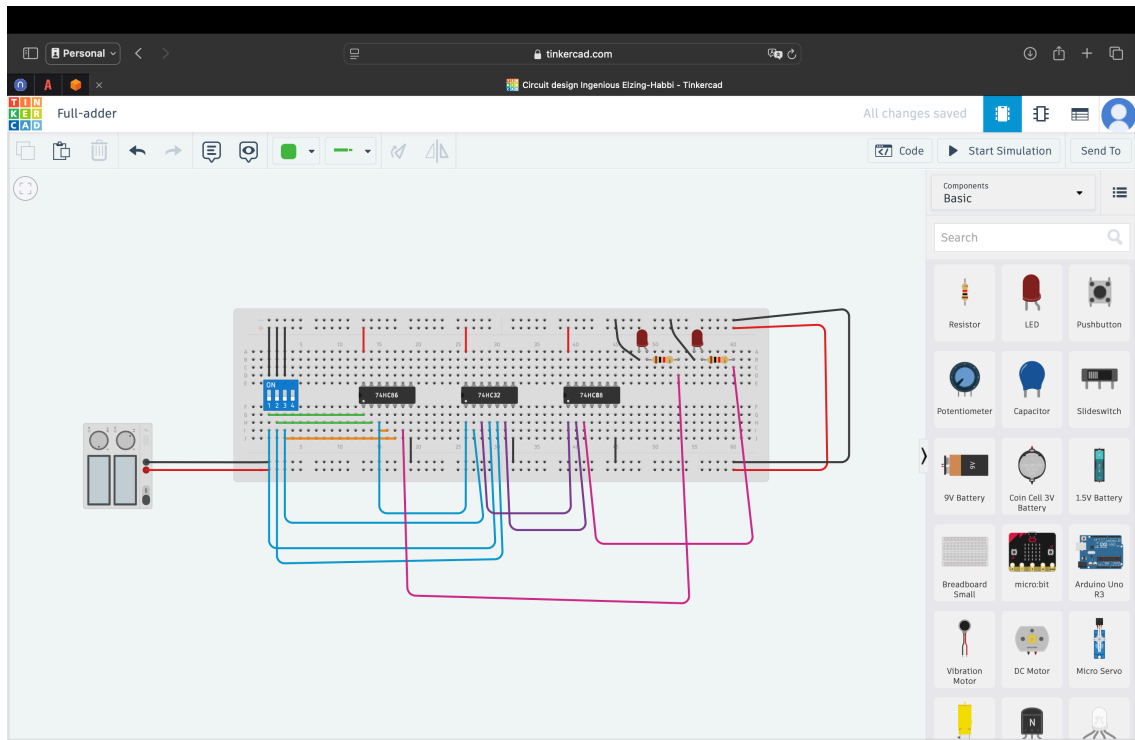 Personal
tinkercad.com
A
Circuit design Ingenious Elzing-Habbi - Tinkercad
TIN
KER
CAD
Full-adder
All changes saved
Code
Start Simulation
Send To
Components
Basic
Search
Resistor
LED
Pushbutton
Potentiometer
Capacitor
Slideswitch
9V
9V Battery
Coin Cell 3V
Battery
1.5V Battery
Breadboard
Small
micro:bit
Arduino Uno
R3
Vibration
Motor
DC Motor
Micro Servo
N
ON
1 2 3 4
74HC86
74HC32
74HC08